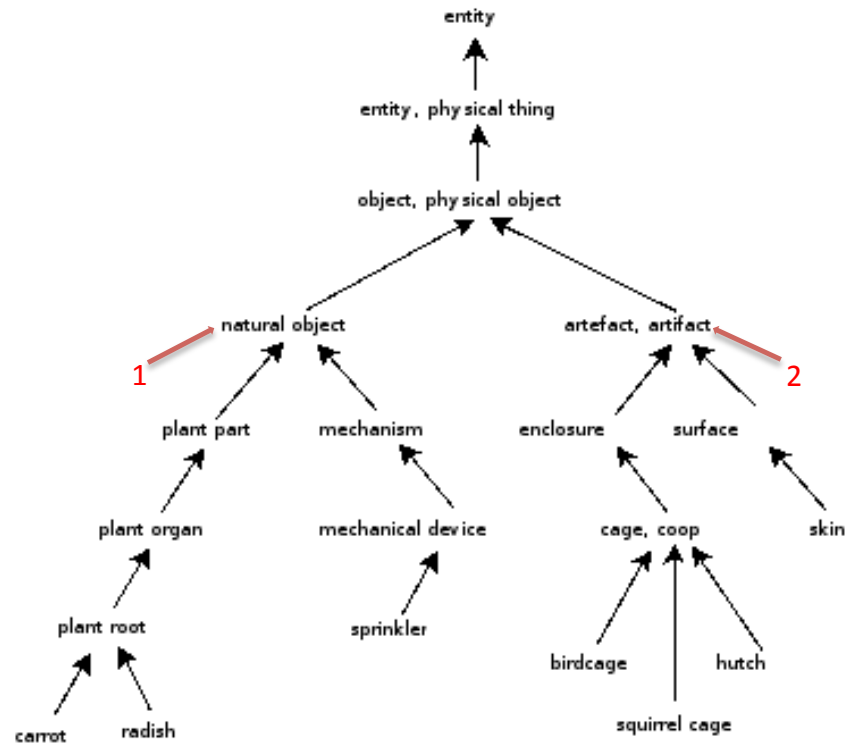 entity
entity, physical thing
object, physical object
natural object
artefact, artifact
1
2
plant part
mechanism
enclosure
surface
plant organ
mechanical device
cage, coop
skin
plant root
sprinkler
birdcage
hutch
squirrel cage
carrot
radish